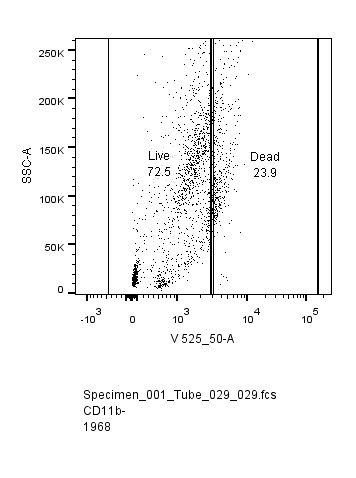 250K
200K
150K
100K
50K
0
SSC-A
Live
72.5
Dead
23.9
-10 3
0
10 3
10 4
10 5
V 525_50-A
Specimen_001_Tube_029_029.fcs
CD11b-
1968